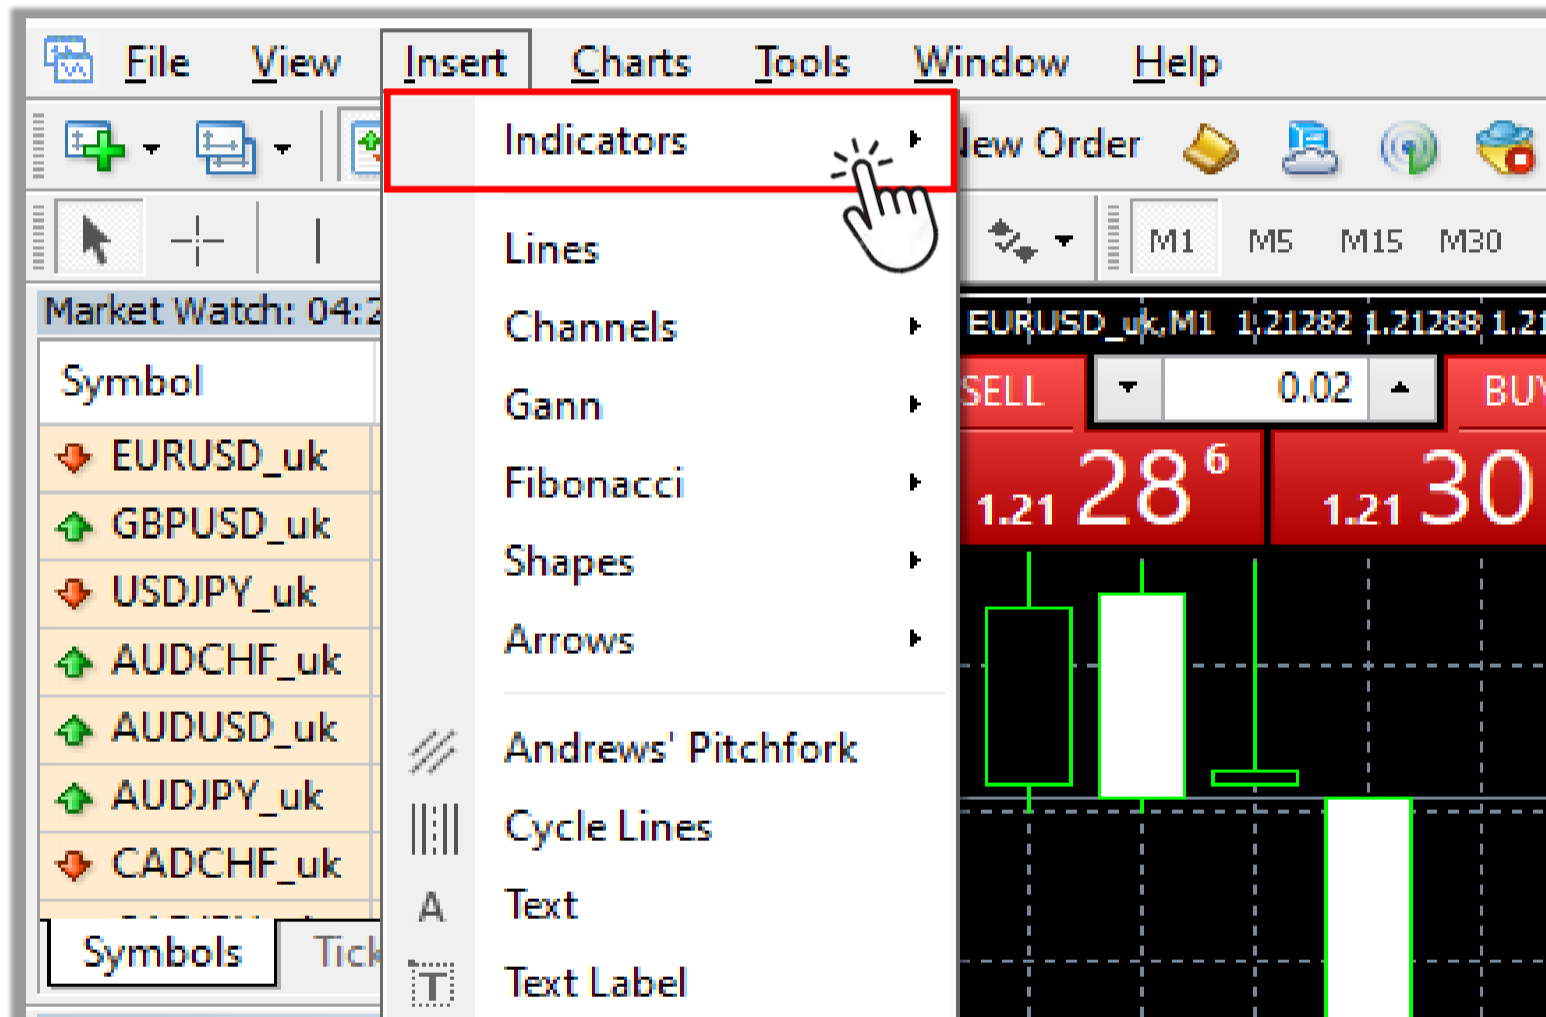 File View Insert Charts Tools Window Help
Indicators
New Order
Lines
M1 M5 M15 M30
Market Watch: 04:2
Channels
EURUSD_uk,M1 1.21282 1.21288 1.21
Symbol
SELL 0.02 BUY
Gann
EURUSD_uk
Fibonacci
1.21 28 6 1.21 30
GBPUSD_uk
Shapes
USDJPY_uk
Arrows
AUDCHF_uk
AUDUSD_uk
Andrews' Pitchfork
AUDJPY_uk
Cycle Lines
CADCHF_uk
A Text
Symbols Tick
T Text Label